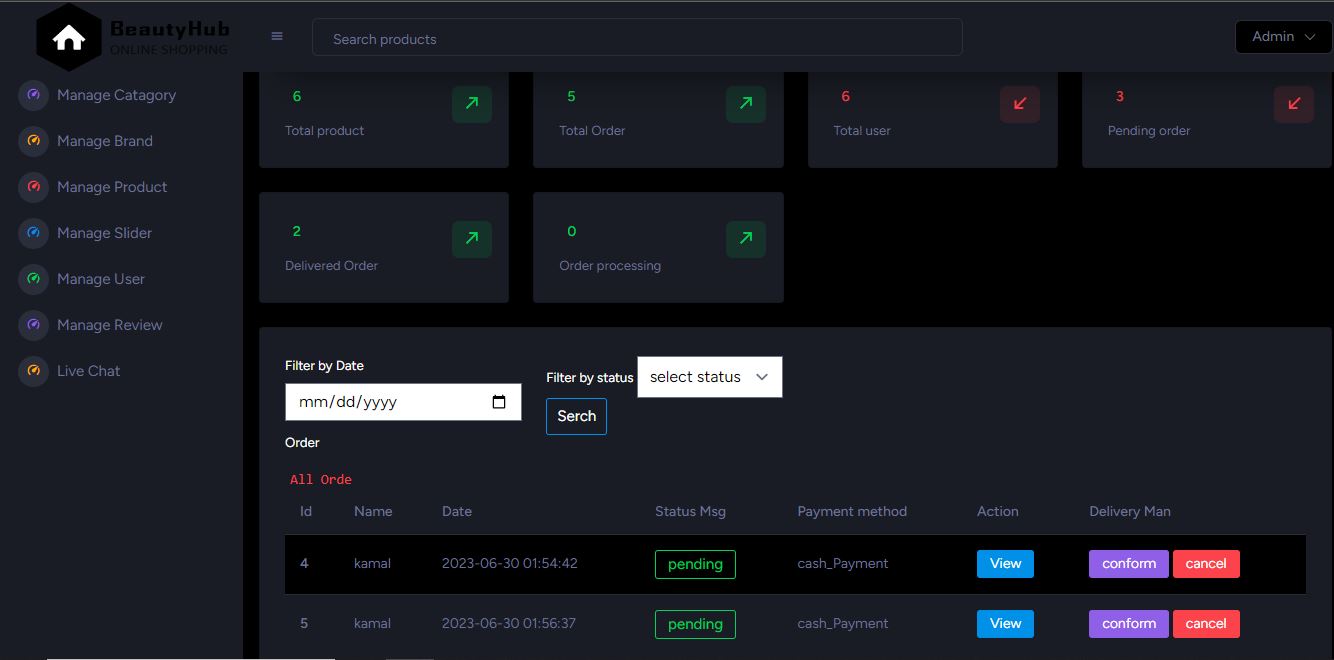 BeautyHub
ONLINE SHOPPING
Search products
Admin
Manage Catagory
Manage Brand
Manage Product
Manage Slider
Manage User
Manage Review
Live Chat
6
Total product
5
Total Order
6
Total user
3
Pending order
2
Delivered Order
0
Order processing
Filter by Date
mm/dd/yyyy
Filter by status select status
Serch
Order
All Orde
Id Name Date Status Msg Payment method Action Delivery Man
4 kamal 2023-06-30 01:54:42 pending cash_Payment View conform cancel
5 kamal 2023-06-30 01:56:37 pending cash_Payment View conform cancel